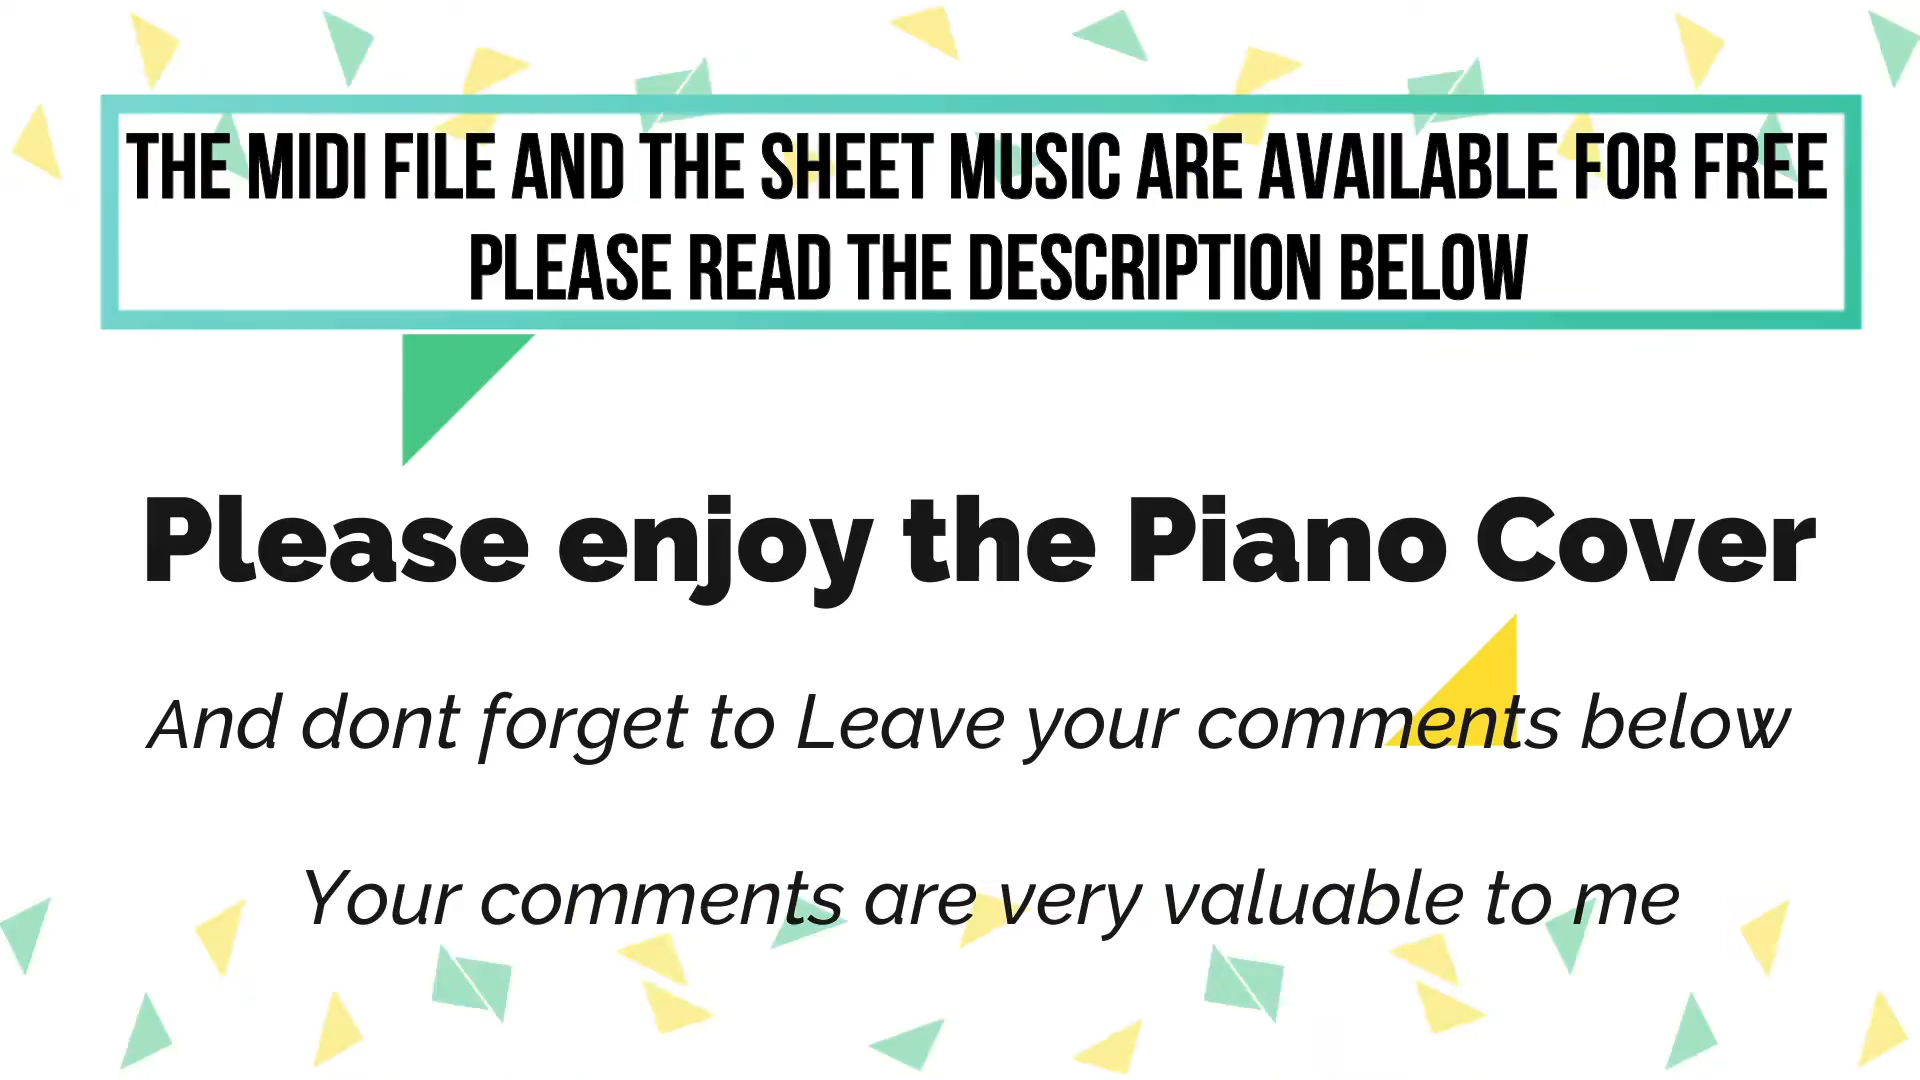 THE MIDI FILE AND THE SHEET MUSIC ARE AVAILABLE FOR FREE
PLEASE READ THE DESCRIPTION BELOW
Please enjoy the Piano Cover
And dont forget to Leave your comments below
Your comments are very valuable to me